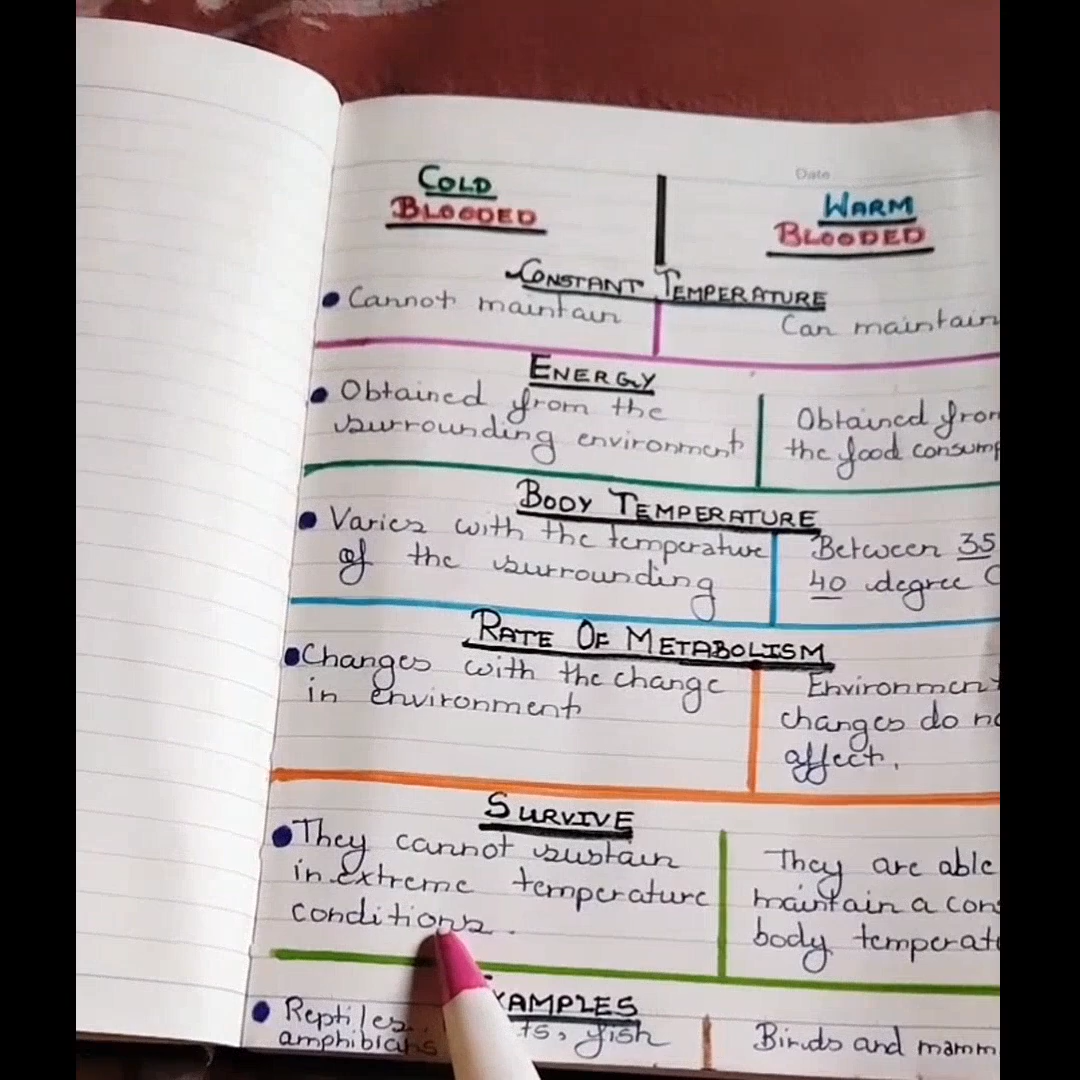 Date
COLD
BLOODED
WARM
BLOODED
CONSTANT TEMPERATURE
• Cannot maintain
Can maintain
ENERGY
• Obtained from the
surrounding environment
Obtained from
the food consum
BODY TEMPERATURE
• Varies with the temperature
of the surrounding
Between 35
40 degree C
RATE OF METABOLISM
• Changes with the change
in environment
Environment
changes do no
affect.
SURVIVE
• They cannot sustain
in extreme temperature
conditions.
They are able
maintain a con
body temperat
EXAMPLES
• Reptiles, fish
amphibians
Birds and mamm